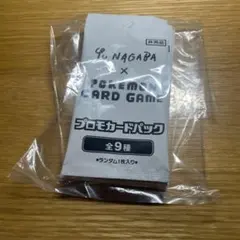 非売品
Yu NAGABA
×
POKÉMON
CARD GAME
プロモカードパック
全9種
●ランダム1枚入り●